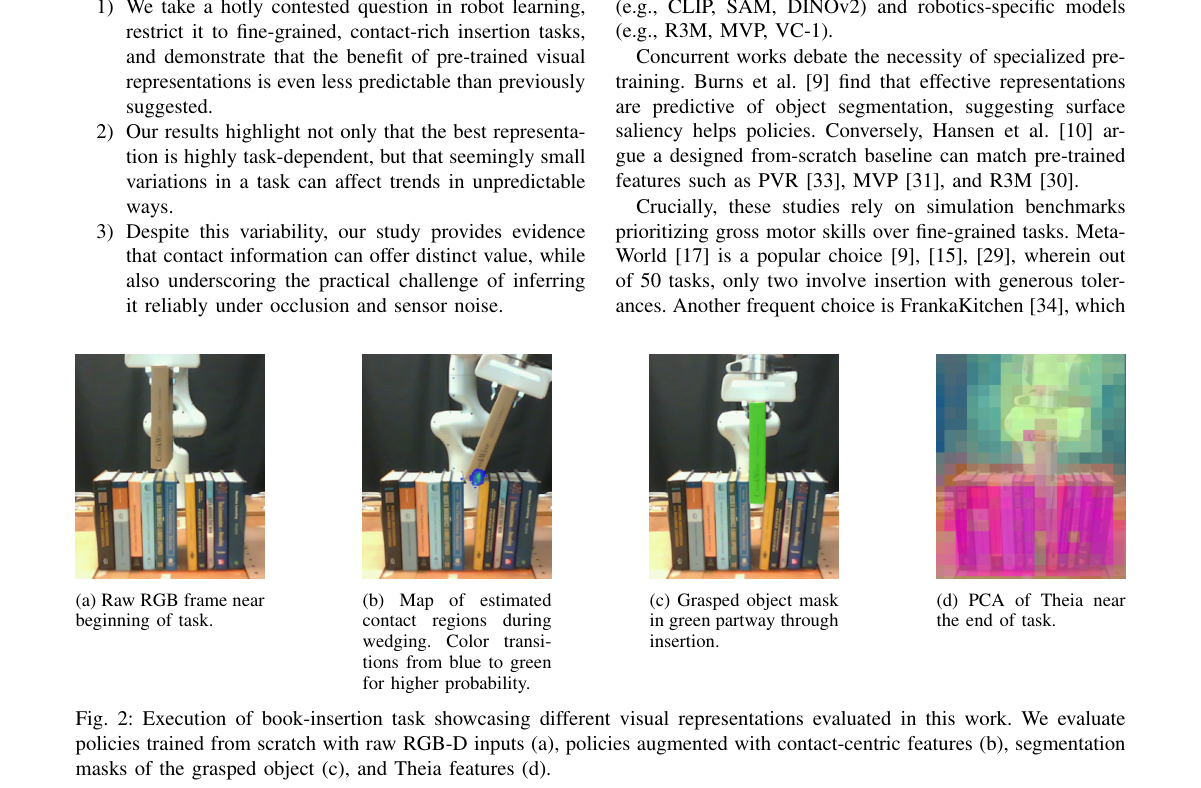 1) We take a hotly contested question in robot learning,
restrict it to fine-grained, contact-rich insertion tasks,
and demonstrate that the benefit of pre-trained visual
representations is even less predictable than previously
suggested.
2) Our results highlight not only that the best representa-
tion is highly task-dependent, but that seemingly small
variations in a task can affect trends in unpredictable
ways.
3) Despite this variability, our study provides evidence
that contact information can offer distinct value, while
also underscoring the practical challenge of inferring
it reliably under occlusion and sensor noise.
(e.g., CLIP, SAM, DINOv2) and robotics-specific models
(e.g., R3M, MVP, VC-1).
Concurrent works debate the necessity of specialized pre-
training. Burns et al. [9] find that effective representations
are predictive of object segmentation, suggesting surface
saliency helps policies. Conversely, Hansen et al. [10] ar-
gue a designed from-scratch baseline can match pre-trained
features such as PVR [33], MVP [31], and R3M [30].
Crucially, these studies rely on simulation benchmarks
prioritizing gross motor skills over fine-grained tasks. Meta-
World [17] is a popular choice [9], [15], [29], wherein out
of 50 tasks, only two involve insertion with generous toler-
ances. Another frequent choice is FrankaKitchen [34], which
(a) Raw RGB frame near
beginning of task.
(b) Map of estimated
contact regions during
wedging. Color transi-
tions from blue to green
for higher probability.
(c) Grasped object mask
in green partway through
insertion.
(d) PCA of Theia near
the end of task.
Fig. 2: Execution of book-insertion task showcasing different visual representations evaluated in this work. We evaluate
policies trained from scratch with raw RGB-D inputs (a), policies augmented with contact-centric features (b), segmentation
masks of the grasped object (c), and Theia features (d).